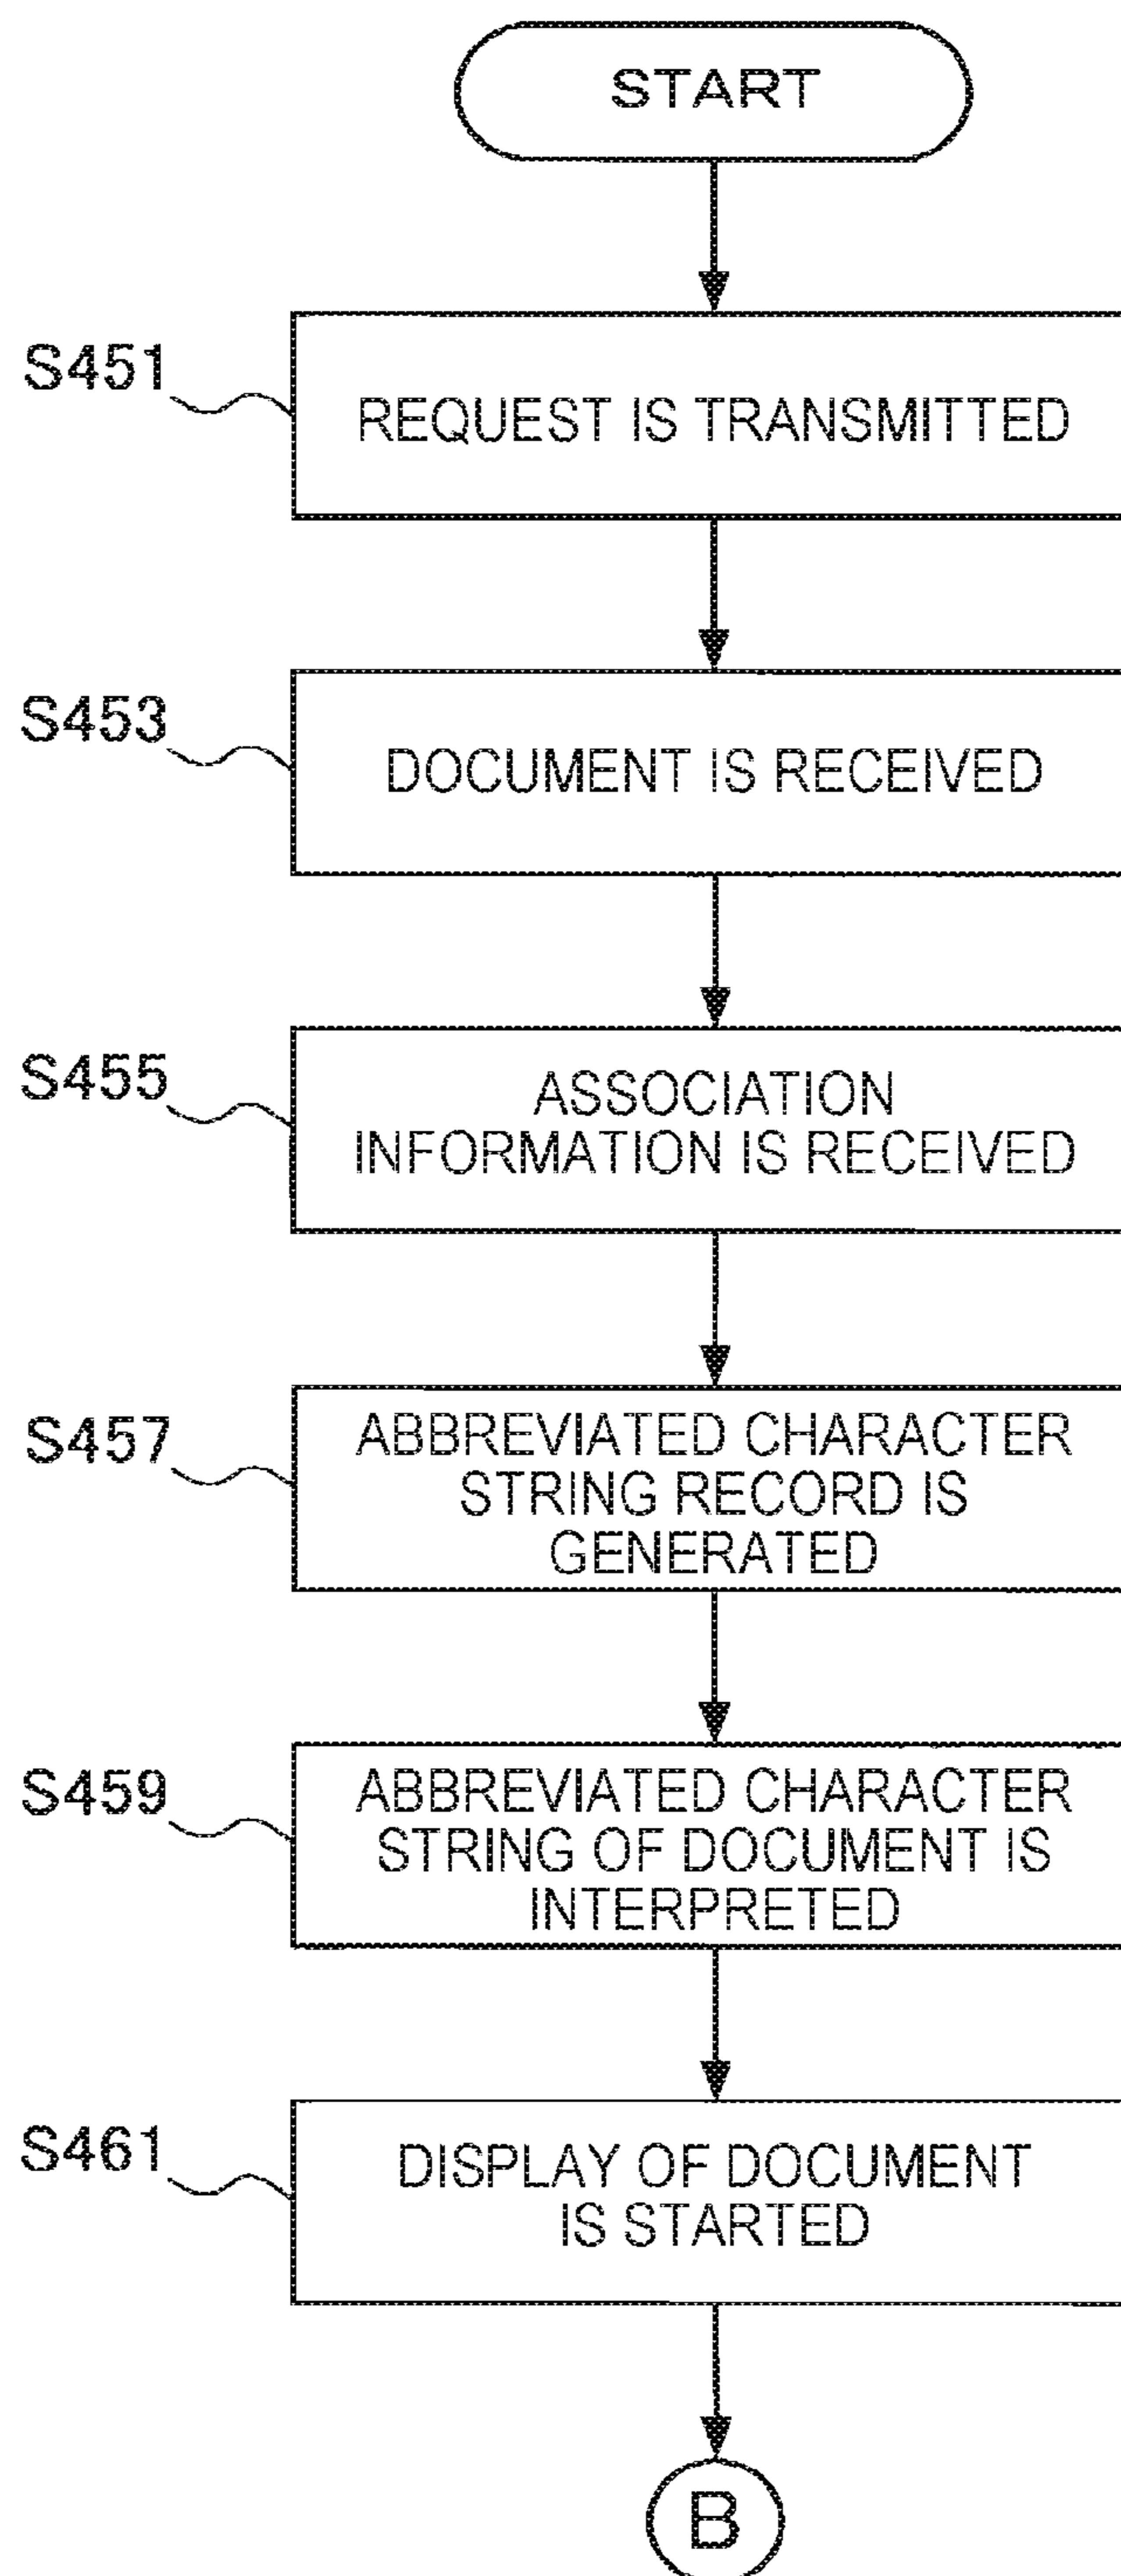 START
S451
REQUEST IS TRANSMITTED
S453
DOCUMENT IS RECEIVED
S455
ASSOCIATION
INFORMATION IS RECEIVED
S457
ABBREVIATED CHARACTER
STRING RECORD IS
GENERATED
S459
ABBREVIATED CHARACTER
STRING OF DOCUMENT IS
INTERPRETED
S461
DISPLAY OF DOCUMENT
IS STARTED
B